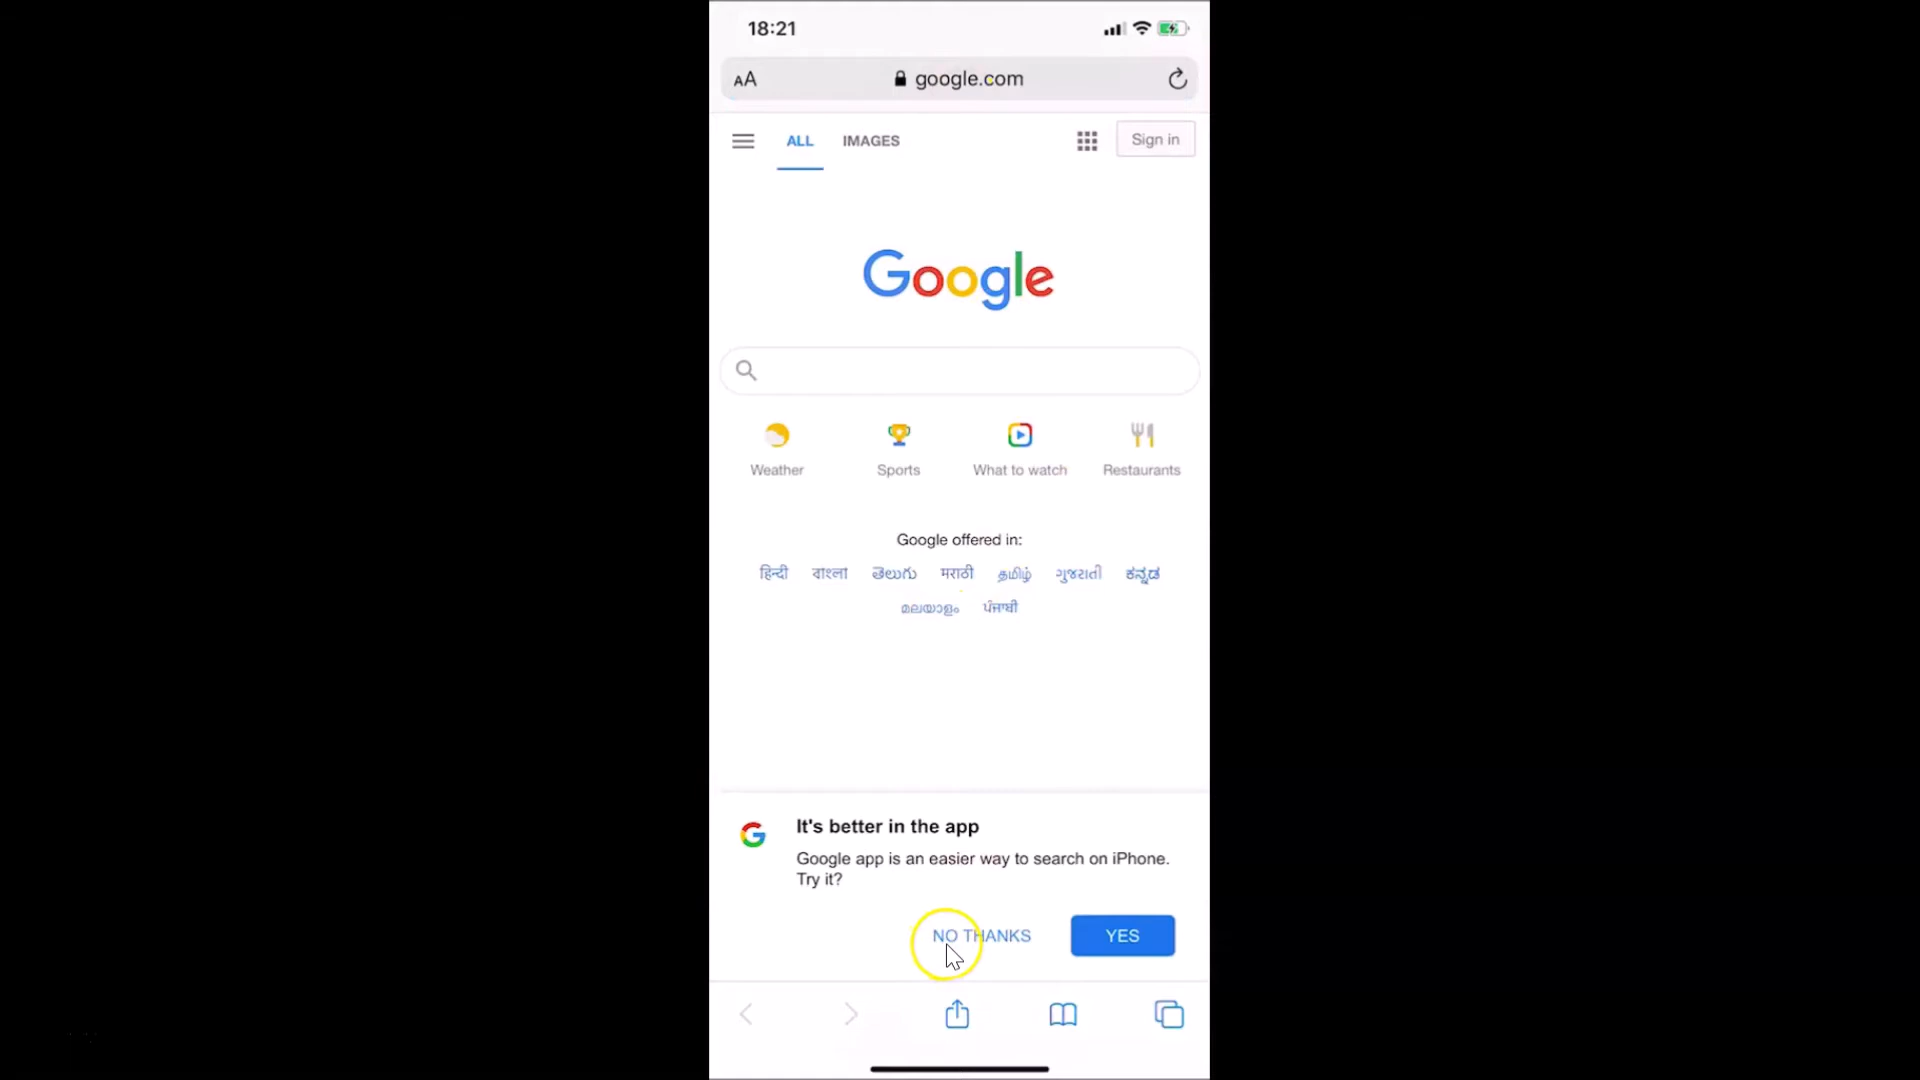 18:21
AA google.com
ALL IMAGES Sign in
Google
Weather Sports What to watch Restaurants
Google offered in:
हिन्दी বাংলা తెలుగు मराठी தமிழ் ગુજરાતી ಕನ್ನಡ
മലയാളം ਪੰਜਾਬੀ
It's better in the app
Google app is an easier way to search on iPhone.
Try it?
NO THANKS YES